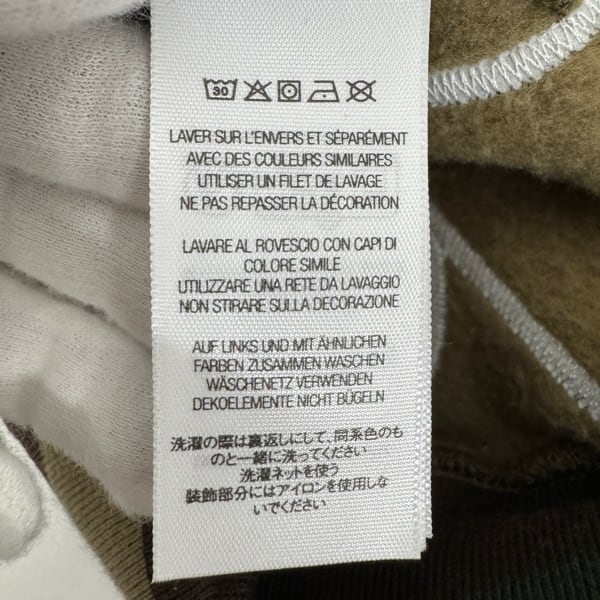 30
LAVER SUR L'ENVERS ET SÉPARÉMENT
AVEC DES COULEURS SIMILAIRES
UTILISER UN FILET DE LAVAGE
NE PAS REPASSER LA DÉCORATION
LAVARE AL ROVESCIO CON CAPI DI
COLORE SIMILE
UTILIZZARE UNA RETE DA LAVAGGIO
NON STIRARE SULLA DECORAZIONE
AUF LINKS UND MIT ÄHNLICHEN
FARBEN ZUSAMMEN WASCHEN
WÄSCHENETZ VERWENDEN
DEKOELEMENTE NICHT BÜGELN
洗濯の際は裏返しにして、同系色のも
のと一緒に洗ってください
洗濯ネットを使う
装飾部分にはアイロンを使用しな
いでください